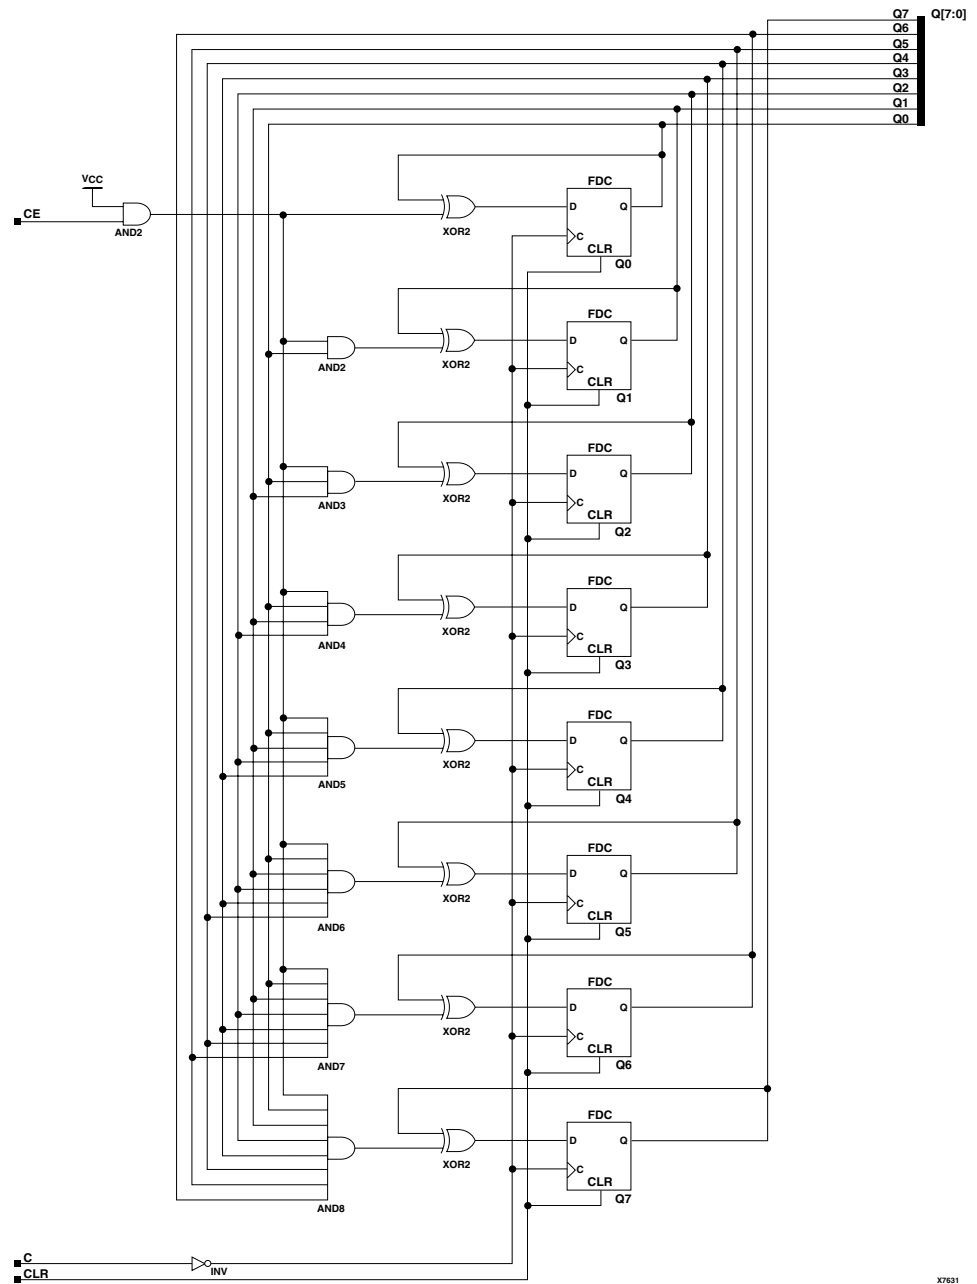 Q7 Q[7:0]
Q6
Q5
Q4
Q3
Q2
Q1
Q0
VCC
CE
AND2
XOR2
FDC
D Q
C
CLR
Q0
AND2
XOR2
FDC
D Q
C
CLR
Q1
AND3
XOR2
FDC
D Q
C
CLR
Q2
AND4
XOR2
FDC
D Q
C
CLR
Q3
AND5
XOR2
FDC
D Q
C
CLR
Q4
AND6
XOR2
FDC
D Q
C
CLR
Q5
AND7
XOR2
FDC
D Q
C
CLR
Q6
AND8
XOR2
FDC
D Q
C
CLR
Q7
C
INV
CLR
X7631